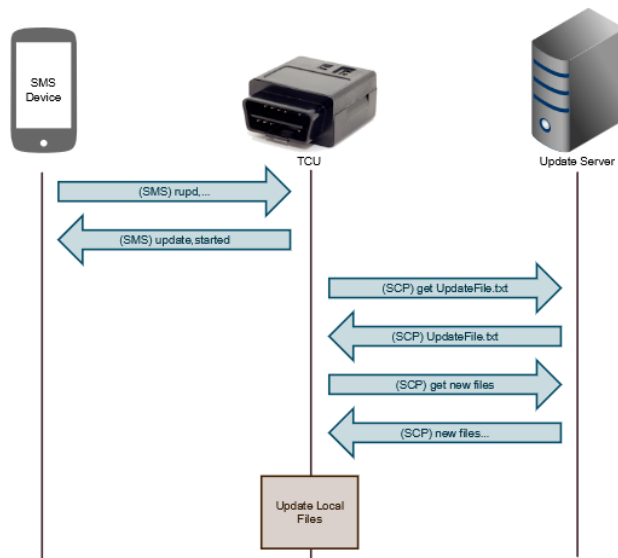 SMS
Device
TCU
Update Server
(SMS) rupd,...
(SMS) update,started
(SCP) get UpdateFile.txt
(SCP) UpdateFile.txt
(SCP) get new files
(SCP) new files...
Update Local
Files